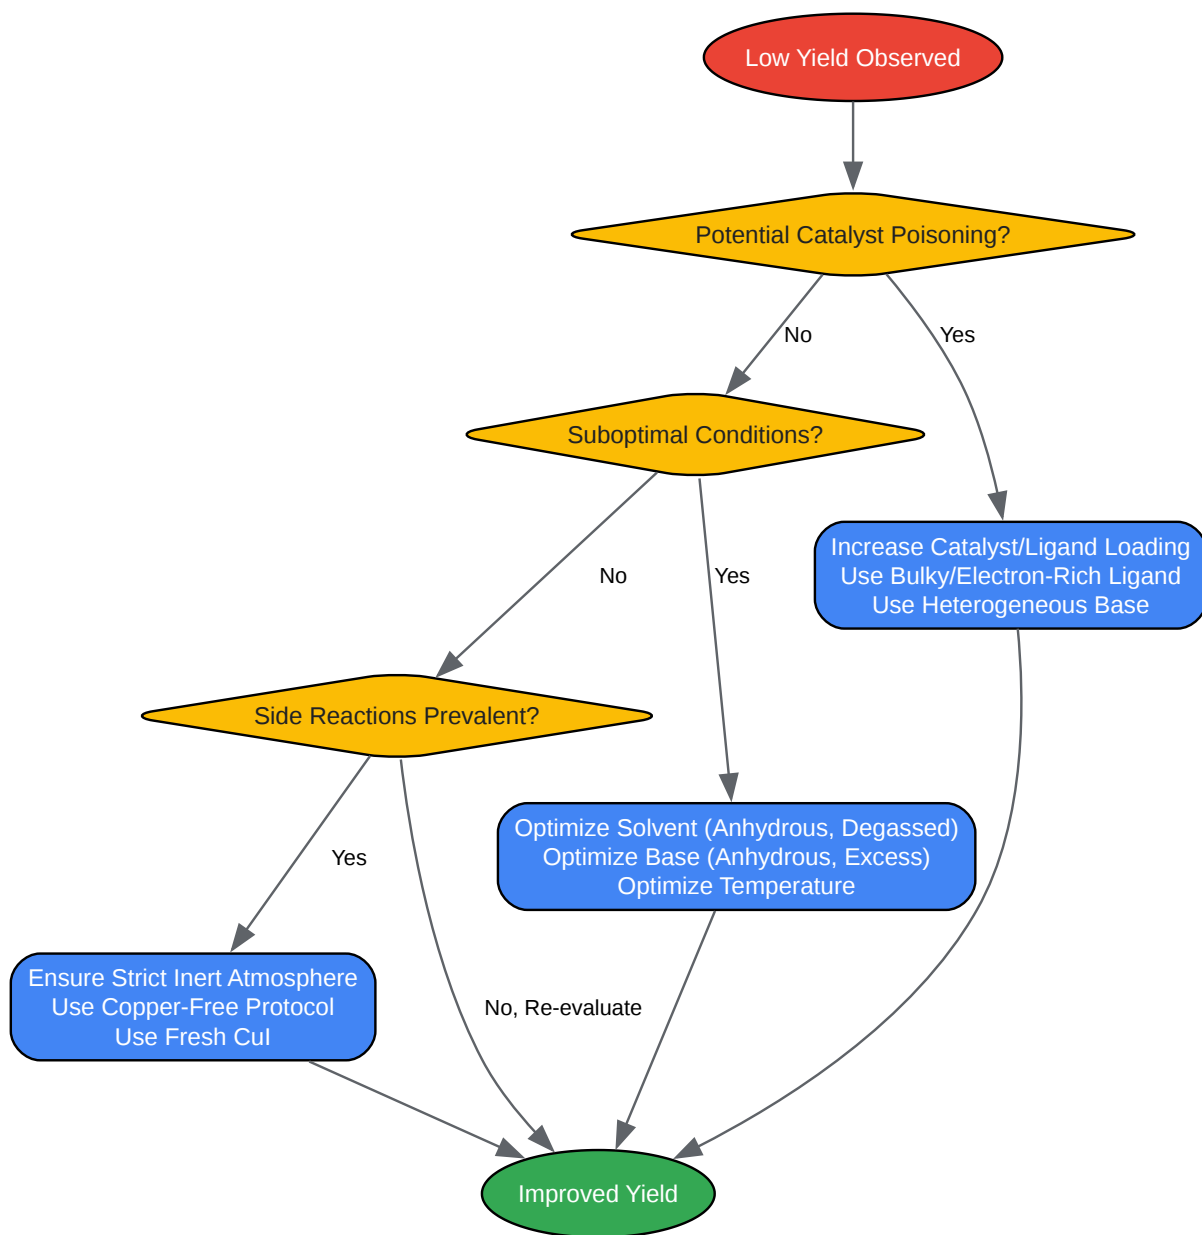 Low Yield Observed
Potential Catalyst Poisoning?
No
Yes
Suboptimal Conditions?
Increase Catalyst/Ligand Loading
Use Bulky/Electron-Rich Ligand
Use Heterogeneous Base
No
Yes
Side Reactions Prevalent?
Optimize Solvent (Anhydrous, Degassed)
Optimize Base (Anhydrous, Excess)
Optimize Temperature
Yes
Ensure Strict Inert Atmosphere
Use Copper-Free Protocol
Use Fresh CuI
No, Re-evaluate
Improved Yield